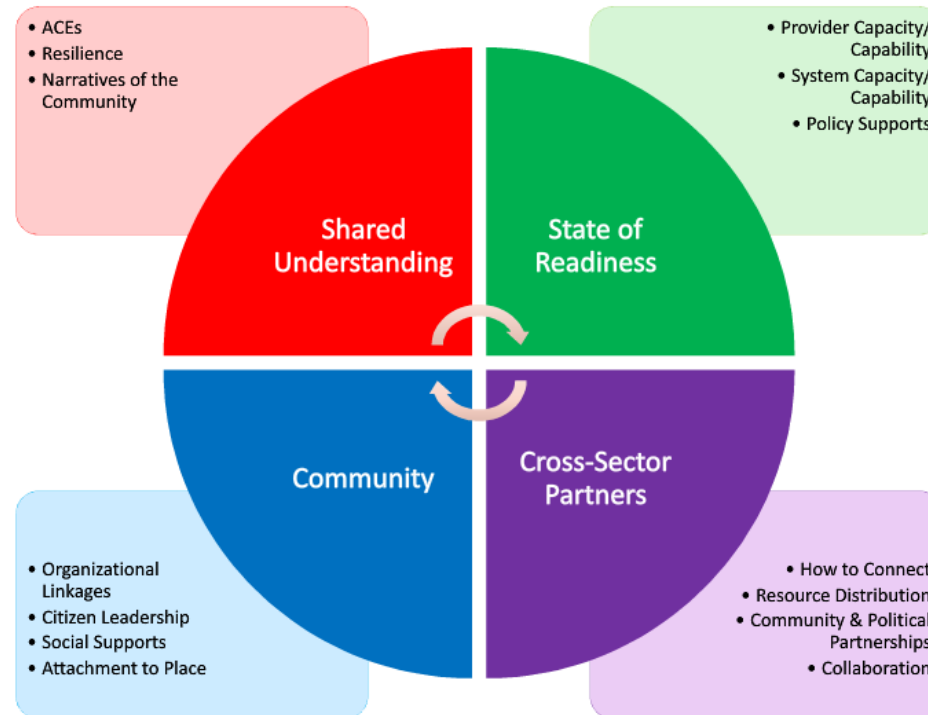 • ACEs
• Resilience
• Narratives of the
Community
• Provider Capacity/
Capability
• System Capacity/
Capability
• Policy Supports
Shared
Understanding
State of
Readiness
Community
Cross-Sector
Partners
• Organizational
Linkages
• Citizen Leadership
• Social Supports
• Attachment to Place
• How to Connect
• Resource Distribution
• Community & Political
Partnerships
• Collaboration